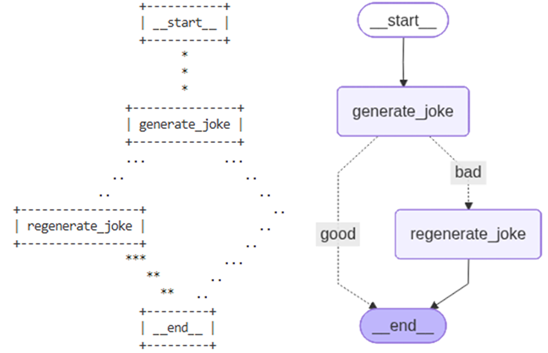 __start__
generate_joke
regenerate_joke
__end__
__start__
generate_joke
bad
good
regenerate_joke
__end__